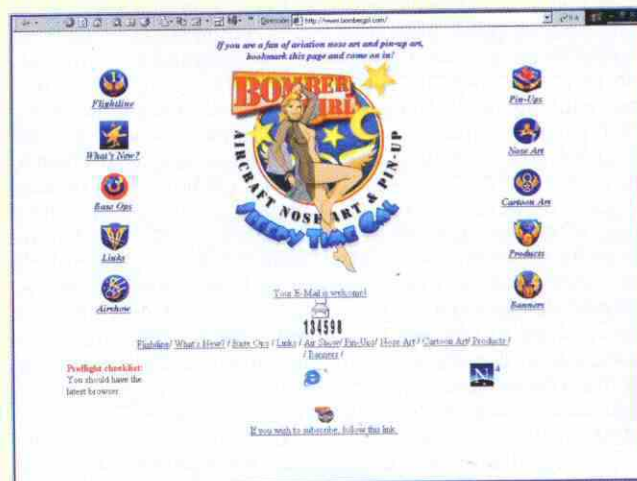 Dirección
http://www.bombergirl.com/
If you are a fan of aviation nose art and pin-up art,
bookmark this page and come on in!
BOMBER
GIRL
AIRCRAFT NOSE ART & PIN-UP
SLEEPY TIME GAL
Flightline
What's New?
Base Ops
Links
Airshow
Pin-Ups
Nose Art
Cartoon Art
Products
Banners
Your E-Mail is welcome!
134598
Flightline/ What's New? / Base Ops / Links / Air Show/ Pin-Ups/ Nose Art / Cartoon Art/ Products /
/ Banners /
Preflight checklist:
You should have the
latest browser.
N
If you wish to subscribe, follow this link.